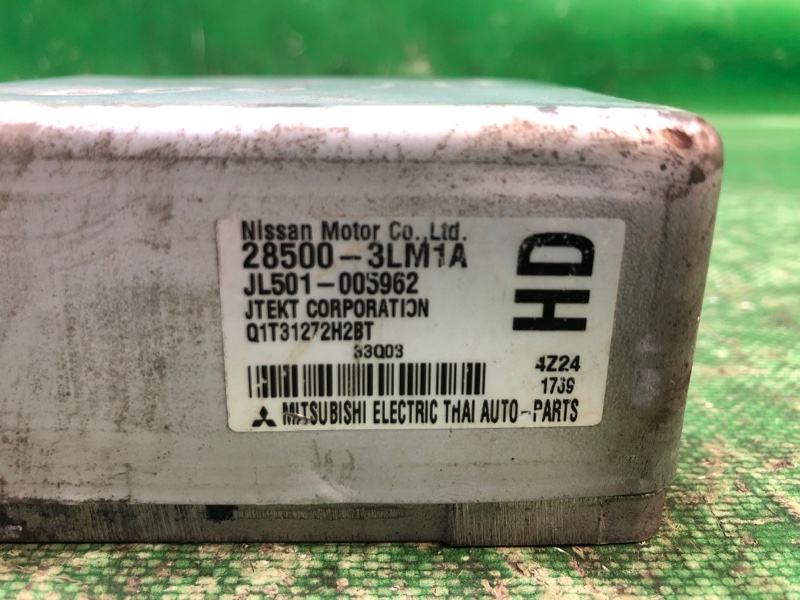 Nissan Motor Co., Ltd.
28500-3LM1A
JL501-005962
JTEKT CORPORATION
Q1T31272H2BT
33Q03
HD
4Z24
1769
MITSUBISHI ELECTRIC THAI AUTO-PARTS